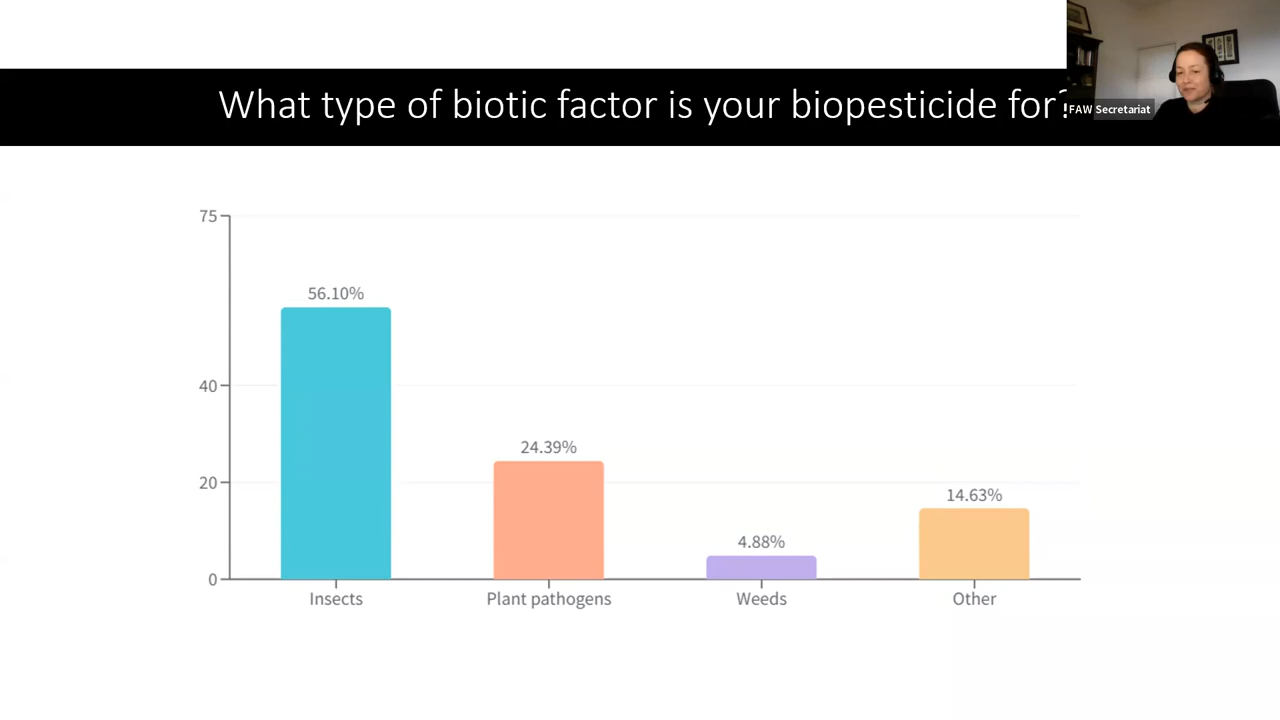 What type of biotic factor is your biopesticide for?
FAW Secretariat
75
56.10%
40
24.39%
20
14.63%
4.88%
0
Insects
Plant pathogens
Weeds
Other